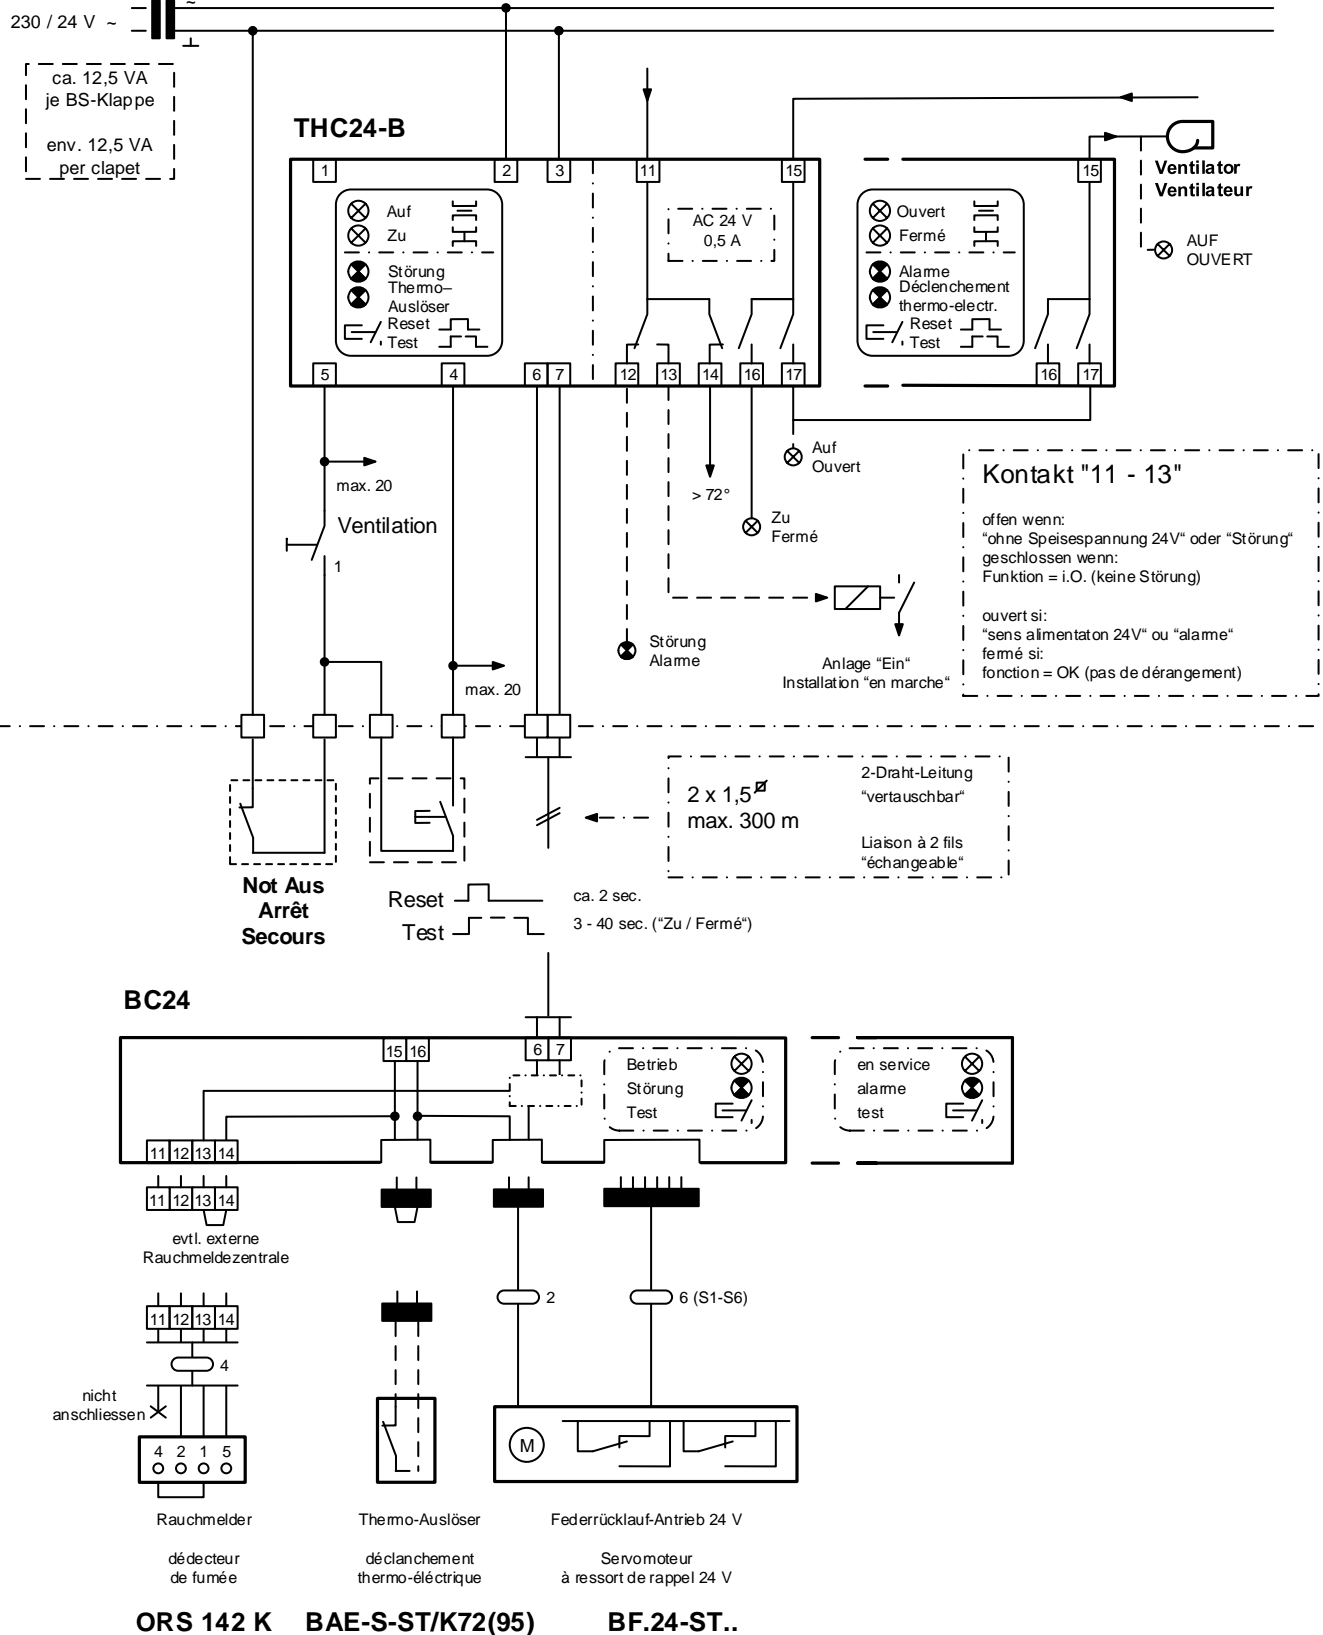 230 / 24 V ~
~
ca. 12,5 VA
je BS-Klappe
env. 12,5 VA
per clapet
THC24-B
1
2
3
11
15
15
Ventilator
Ventilateur
AUF
OUVERT
Auf
Zu
Störung
Thermo–
Auslöser
Reset
Test
AC 24 V
0,5 A
Ouvert
Fermé
Alarme
Déclenchement
thermo-electr.
Reset
Test
5
4
6
7
12
13
14
16
17
16
17
max. 20
Ventilation
1
> 72°
Auf
Ouvert
Zu
Fermé
Störung
Alarme
max. 20
Anlage “Ein“
Installation “en marche“
Kontakt "11 - 13"
offen wenn:
“ohne Speisespannung 24V“ oder “Störung“
geschlossen wenn:
Funktion = i.O. (keine Störung)
ouvert si:
“sens alimentaton 24V“ ou “alarme“
fermé si:
fonction = OK (pas de dérangement)
2 x 1,5
max. 300 m
2-Draht-Leitung
“vertauschbar“
Liaison à 2 fils
“échangeable“
Not Aus
Arrêt
Secours
Reset
ca. 2 sec.
Test
3 - 40 sec. (“Zu / Fermé“)
BC24
15
16
6
7
Betrieb
Störung
Test
en service
alarme
test
11
12
13
14
11
12
13
14
evtl. externe
Rauchmeldezentrale
11
12
13
14
4
2
6 (S1-S6)
nicht
anschliessen
4 2 1 5
M
Rauchmelder
dédecteur
de fumée
Thermo-Auslöser
déclanchement
thermo-éléctrique
Federrücklauf-Antrieb 24 V
Servomoteur
à ressort de rappel 24 V
ORS 142 K
BAE-S-ST/K72(95)
BF.24-ST..